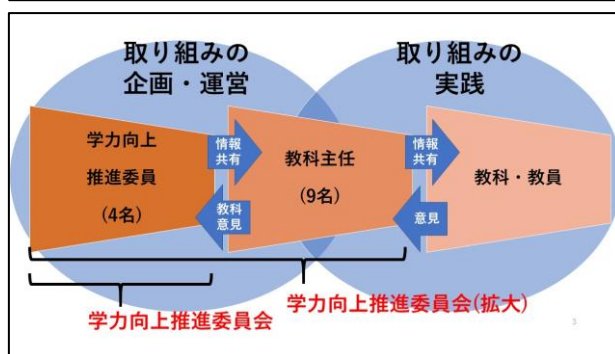 取り組みの
企画・運営
取り組みの
実践
学力向上
推進委員
(4名)
情報
共有
教科
意見
教科主任
(9名)
情報
共有
意見
教科・教員
学力向上推進委員会(拡大)
学力向上推進委員会
3